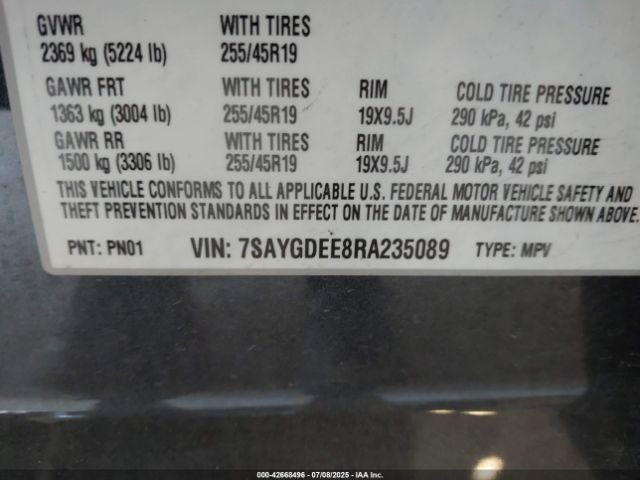 GVWR WITH TIRES
2369 kg (5224 lb) 255/45R19
GAWR FRT WITH TIRES RIM COLD TIRE PRESSURE
1363 kg (3004 lb) 255/45R19 19X9.5J 290 kPa, 42 psi
GAWR RR WITH TIRES RIM COLD TIRE PRESSURE
1500 kg (3306 lb) 255/45R19 19X9.5J 290 kPa, 42 psi
THIS VEHICLE CONFORMS TO ALL APPLICABLE U.S. FEDERAL MOTOR VEHICLE SAFETY AND
THEFT PREVENTION STANDARDS IN EFFECT ON THE DATE OF MANUFACTURE SHOWN ABOVE.
PNT: PN01 VIN: 7SAYGDEE8RA235089 TYPE: MPV
000-42668496 - 07/08/2025 - IAA Inc.